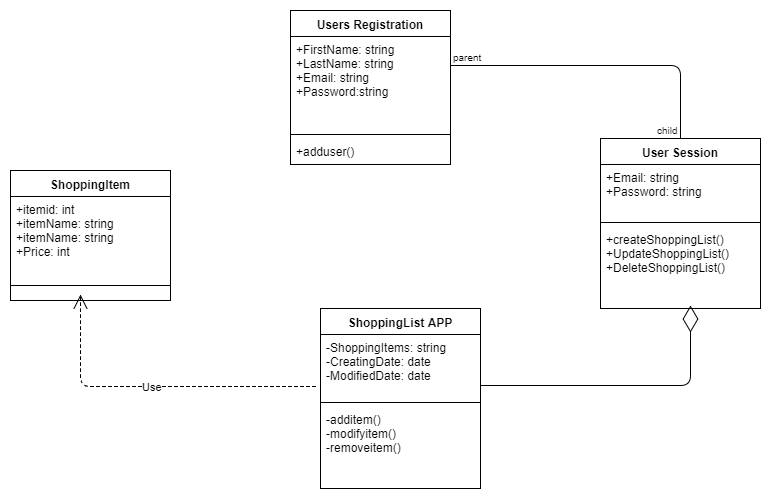 Users Registration
+FirstName: string
+LastName: string
+Email: string
+Password:string
+adduser()
parent
child
User Session
+Email: string
+Password: string
+createShoppingList()
+UpdateShoppingList()
+DeleteShoppingList()
ShoppingItem
+itemid: int
+itemName: string
+itemName: string
+Price: int
Use
ShoppingList APP
-ShoppingItems: string
-CreatingDate: date
-ModifiedDate: date
-additem()
-modifyitem()
-removeitem()